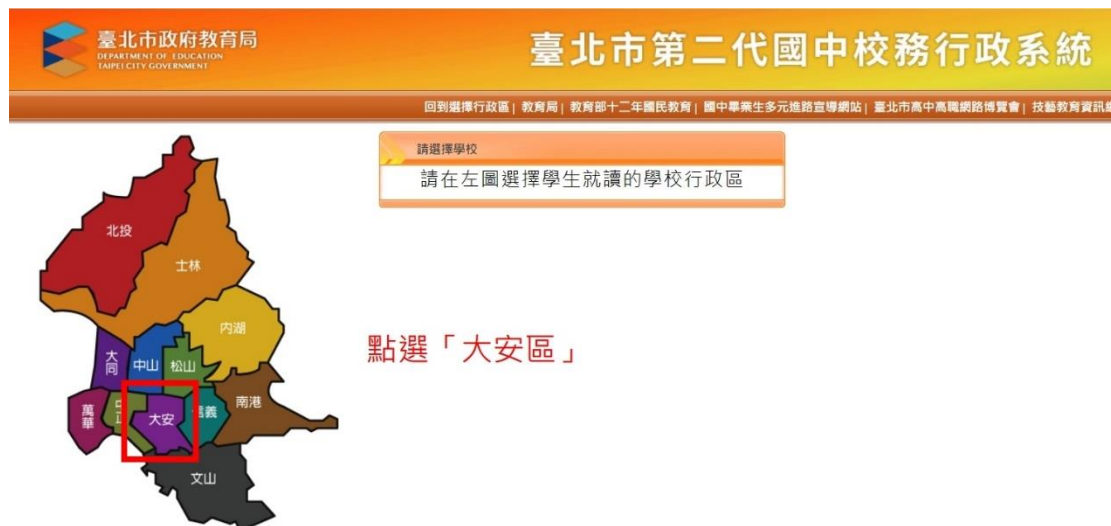 臺北市政府教育局
DEPARTMENT OF EDUCATION
TAIPEI CITY GOVERNMENT
臺北市第二代國中校務行政系統
回到選擇行政區| 教育局| 教育部十二年國民教育| 國中畢業生多元進路宣導網站| 臺北市高中高職網路博覽會| 技藝教育資訊
請選擇學校
請在左圖選擇學生就讀的學校行政區
北投
士林
內湖
大同
中山
松山
點選「大安區」
萬華
中正
大安
義
南港
文山